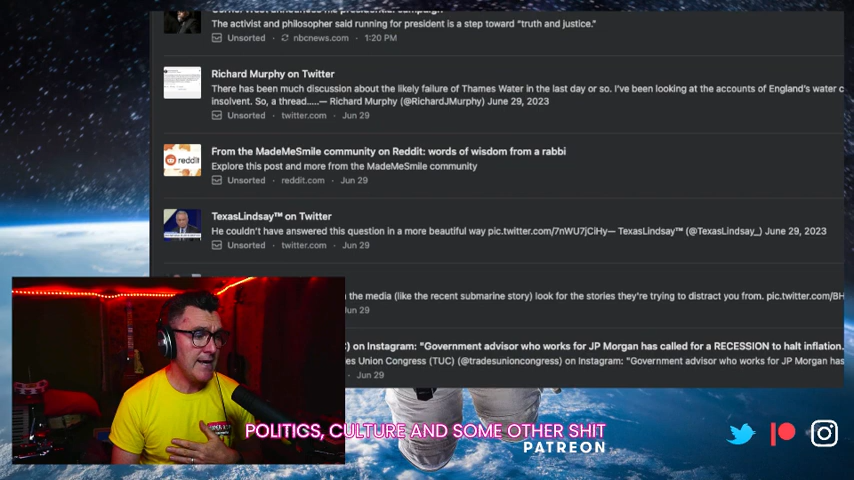 The activist and philosopher said running for president is a step toward "truth and justice."
Unsorted · nbcnews.com · 1:20 PM
Richard Murphy on Twitter
There has been much discussion about the likely failure of Thames Water in the last day or so. I've been looking at the accounts of England's water c
insolvent. So, a thread.....— Richard Murphy (@RichardJMurphy) June 29, 2023
Unsorted · twitter.com · Jun 29
reddit
From the MadeMeSmile community on Reddit: words of wisdom from a rabbi
Explore this post and more from the MadeMeSmile community
Unsorted · reddit.com · Jun 29
TexasLindsay™ on Twitter
He couldn't have answered this question in a more beautiful way pic.twitter.com/7nWU7jCiHy— TexasLindsay™ (@TexasLindsay_) June 29, 2023
Unsorted · twitter.com · Jun 29
the media (like the recent submarine story) look for the stories they're trying to distract you from. pic.twitter.com/BH
Jun 29
C) on Instagram: "Government advisor who works for JP Morgan has called for a RECESSION to halt inflation.
es Union Congress (TUC) (@tradesunioncongress) on Instagram: "Government advisor who works for JP Morgan has
· Jun 29
POLITICS, CULTURE AND SOME OTHER SHIT
PATREON